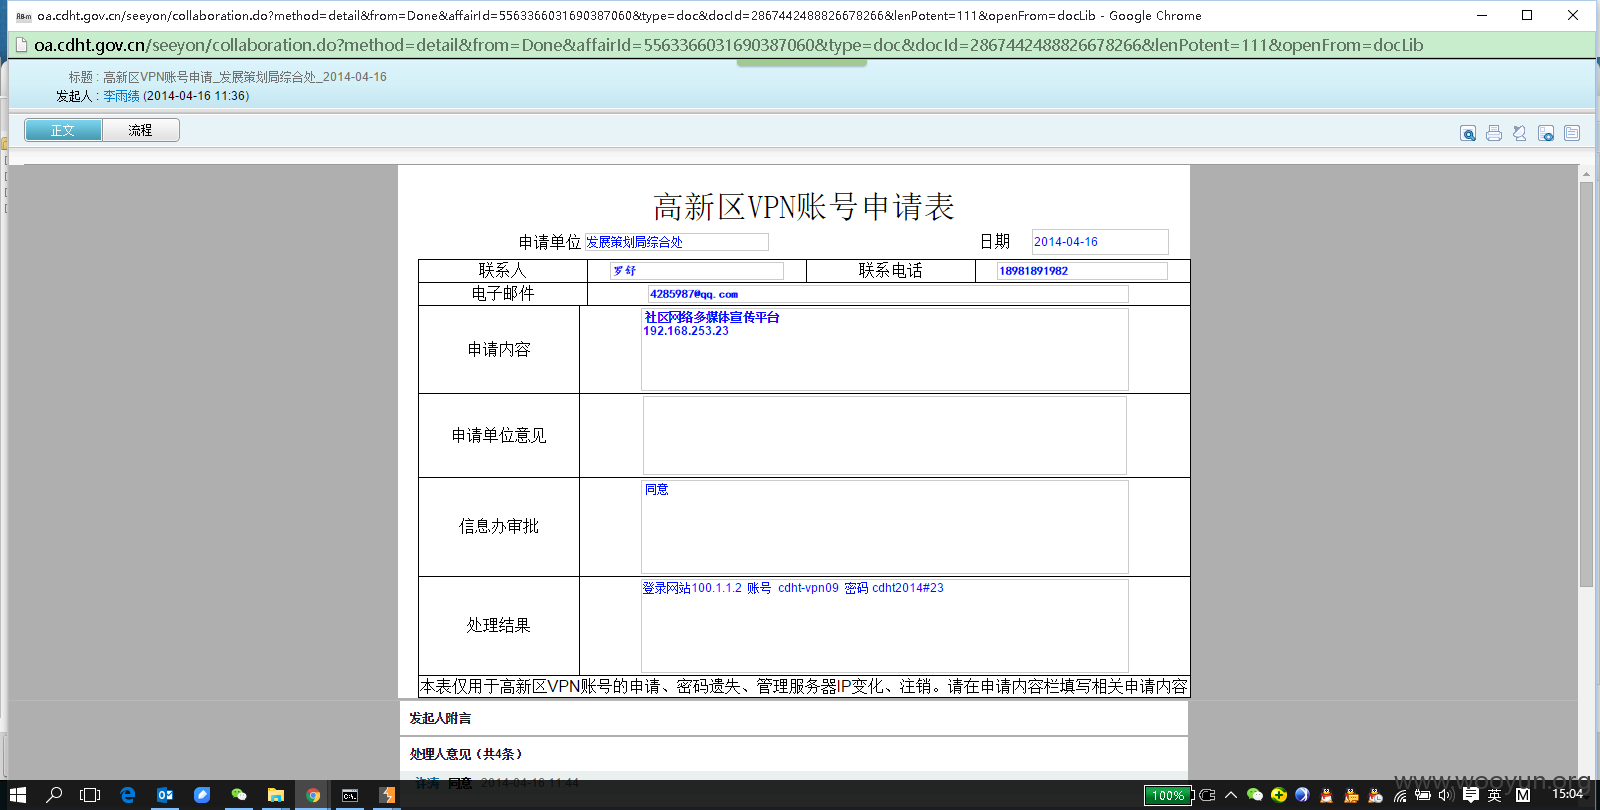 oa.cdht.gov.cn/seeyon/collaboration.do?method=detail&from=Done&affairId=5563366031690387060&type=doc&docId=2867442488826678266&lenPotent=111&openFrom=docLib - Google Chrome
oa.cdht.gov.cn/seeyon/collaboration.do?method=detail&from=Done&affairId=5563366031690387060&type=doc&docId=2867442488826678266&lenPotent=111&openFrom=docLib
标题 : 高新区VPN账号申请_发展策划局综合处_2014-04-16
发起人 : 李雨绩 (2014-04-16 11:36)
正文 流程
高新区VPN账号申请表
申请单位 发展策划局综合处 日期 2014-04-16
联系人 罗舒 联系电话 18981891982
电子邮件 4285987@qq.com
申请内容 社区网络多媒体宣传平台
192.168.253.23
申请单位意见
信息办审批 同意
处理结果 登录网站100.1.1.2 账号 cdht-vpn09 密码 cdht2014#23
本表仅用于高新区VPN账号的申请、密码遗失、管理服务器IP变化、注销。请在申请内容栏填写相关申请内容
发起人附言
处理人意见 (共4条)
同意 2014-04-16 11:44
www.wooyun.org
100% 英 M 15:04